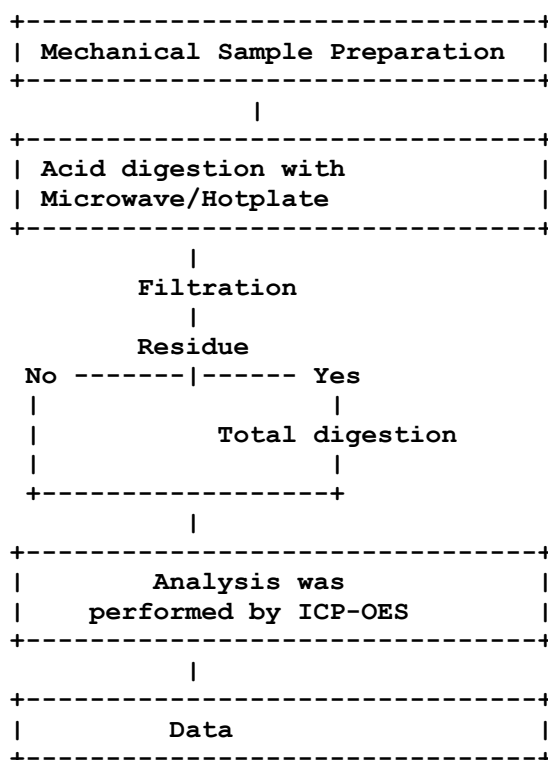 Mechanical Sample Preparation
Acid digestion with
Microwave/Hotplate
Filtration
Residue
No Yes
Total digestion
Analysis was
performed by ICP-OES
Data